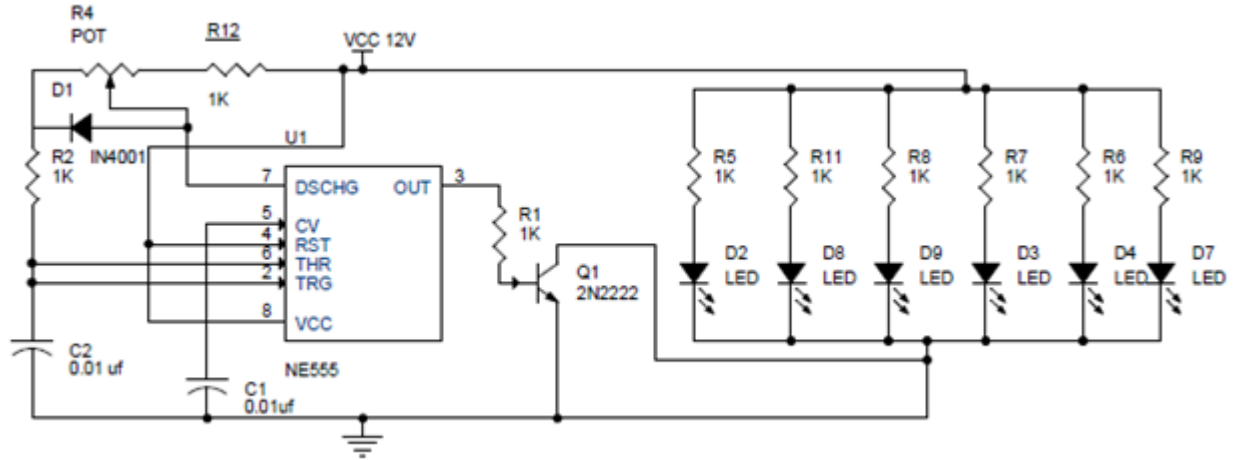 R4
POT
R12
1K
VCC 12V
D1
IN4001
R2
1K
U1
7 DSCHG OUT 3
5 CV
4 RST
6 THR
2 TRG
8 VCC
NE555
R1
1K
Q1
2N2222
C2
0.01 uf
C1
0.01uf
R5
1K
R11
1K
R8
1K
R7
1K
R6
1K
R9
1K
D2
LED
D8
LED
D9
LED
D3
LED
D4
LED
D7
LED